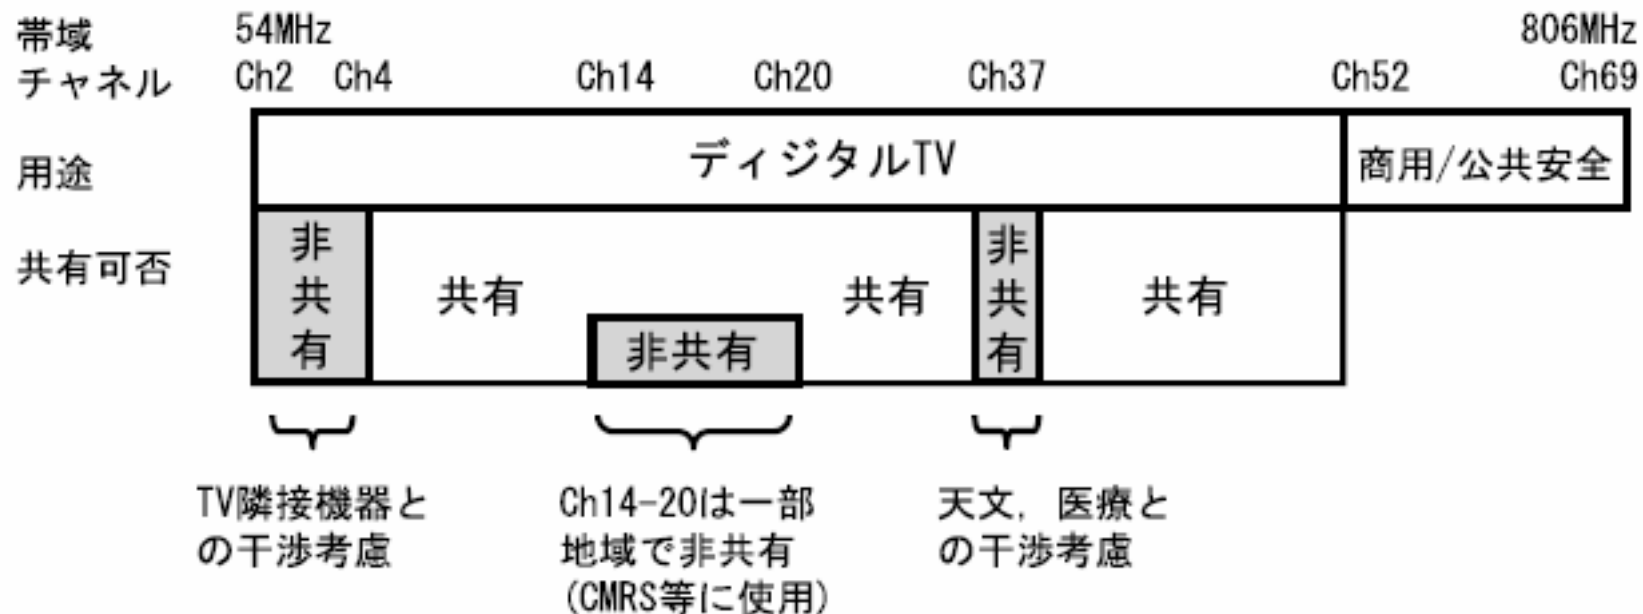 帯域 54MHz 806MHz
チャネル Ch2 Ch4 Ch14 Ch20 Ch37 Ch52 Ch69
用途 ディジタルTV 商用/公共安全
共有可否 非共有 共有 非共有 共有 非共有 共有
TV隣接機器と
の干渉考慮
Ch14-20は一部
地域で非共有
(CMRS等に使用)
天文，医療と
の干渉考慮